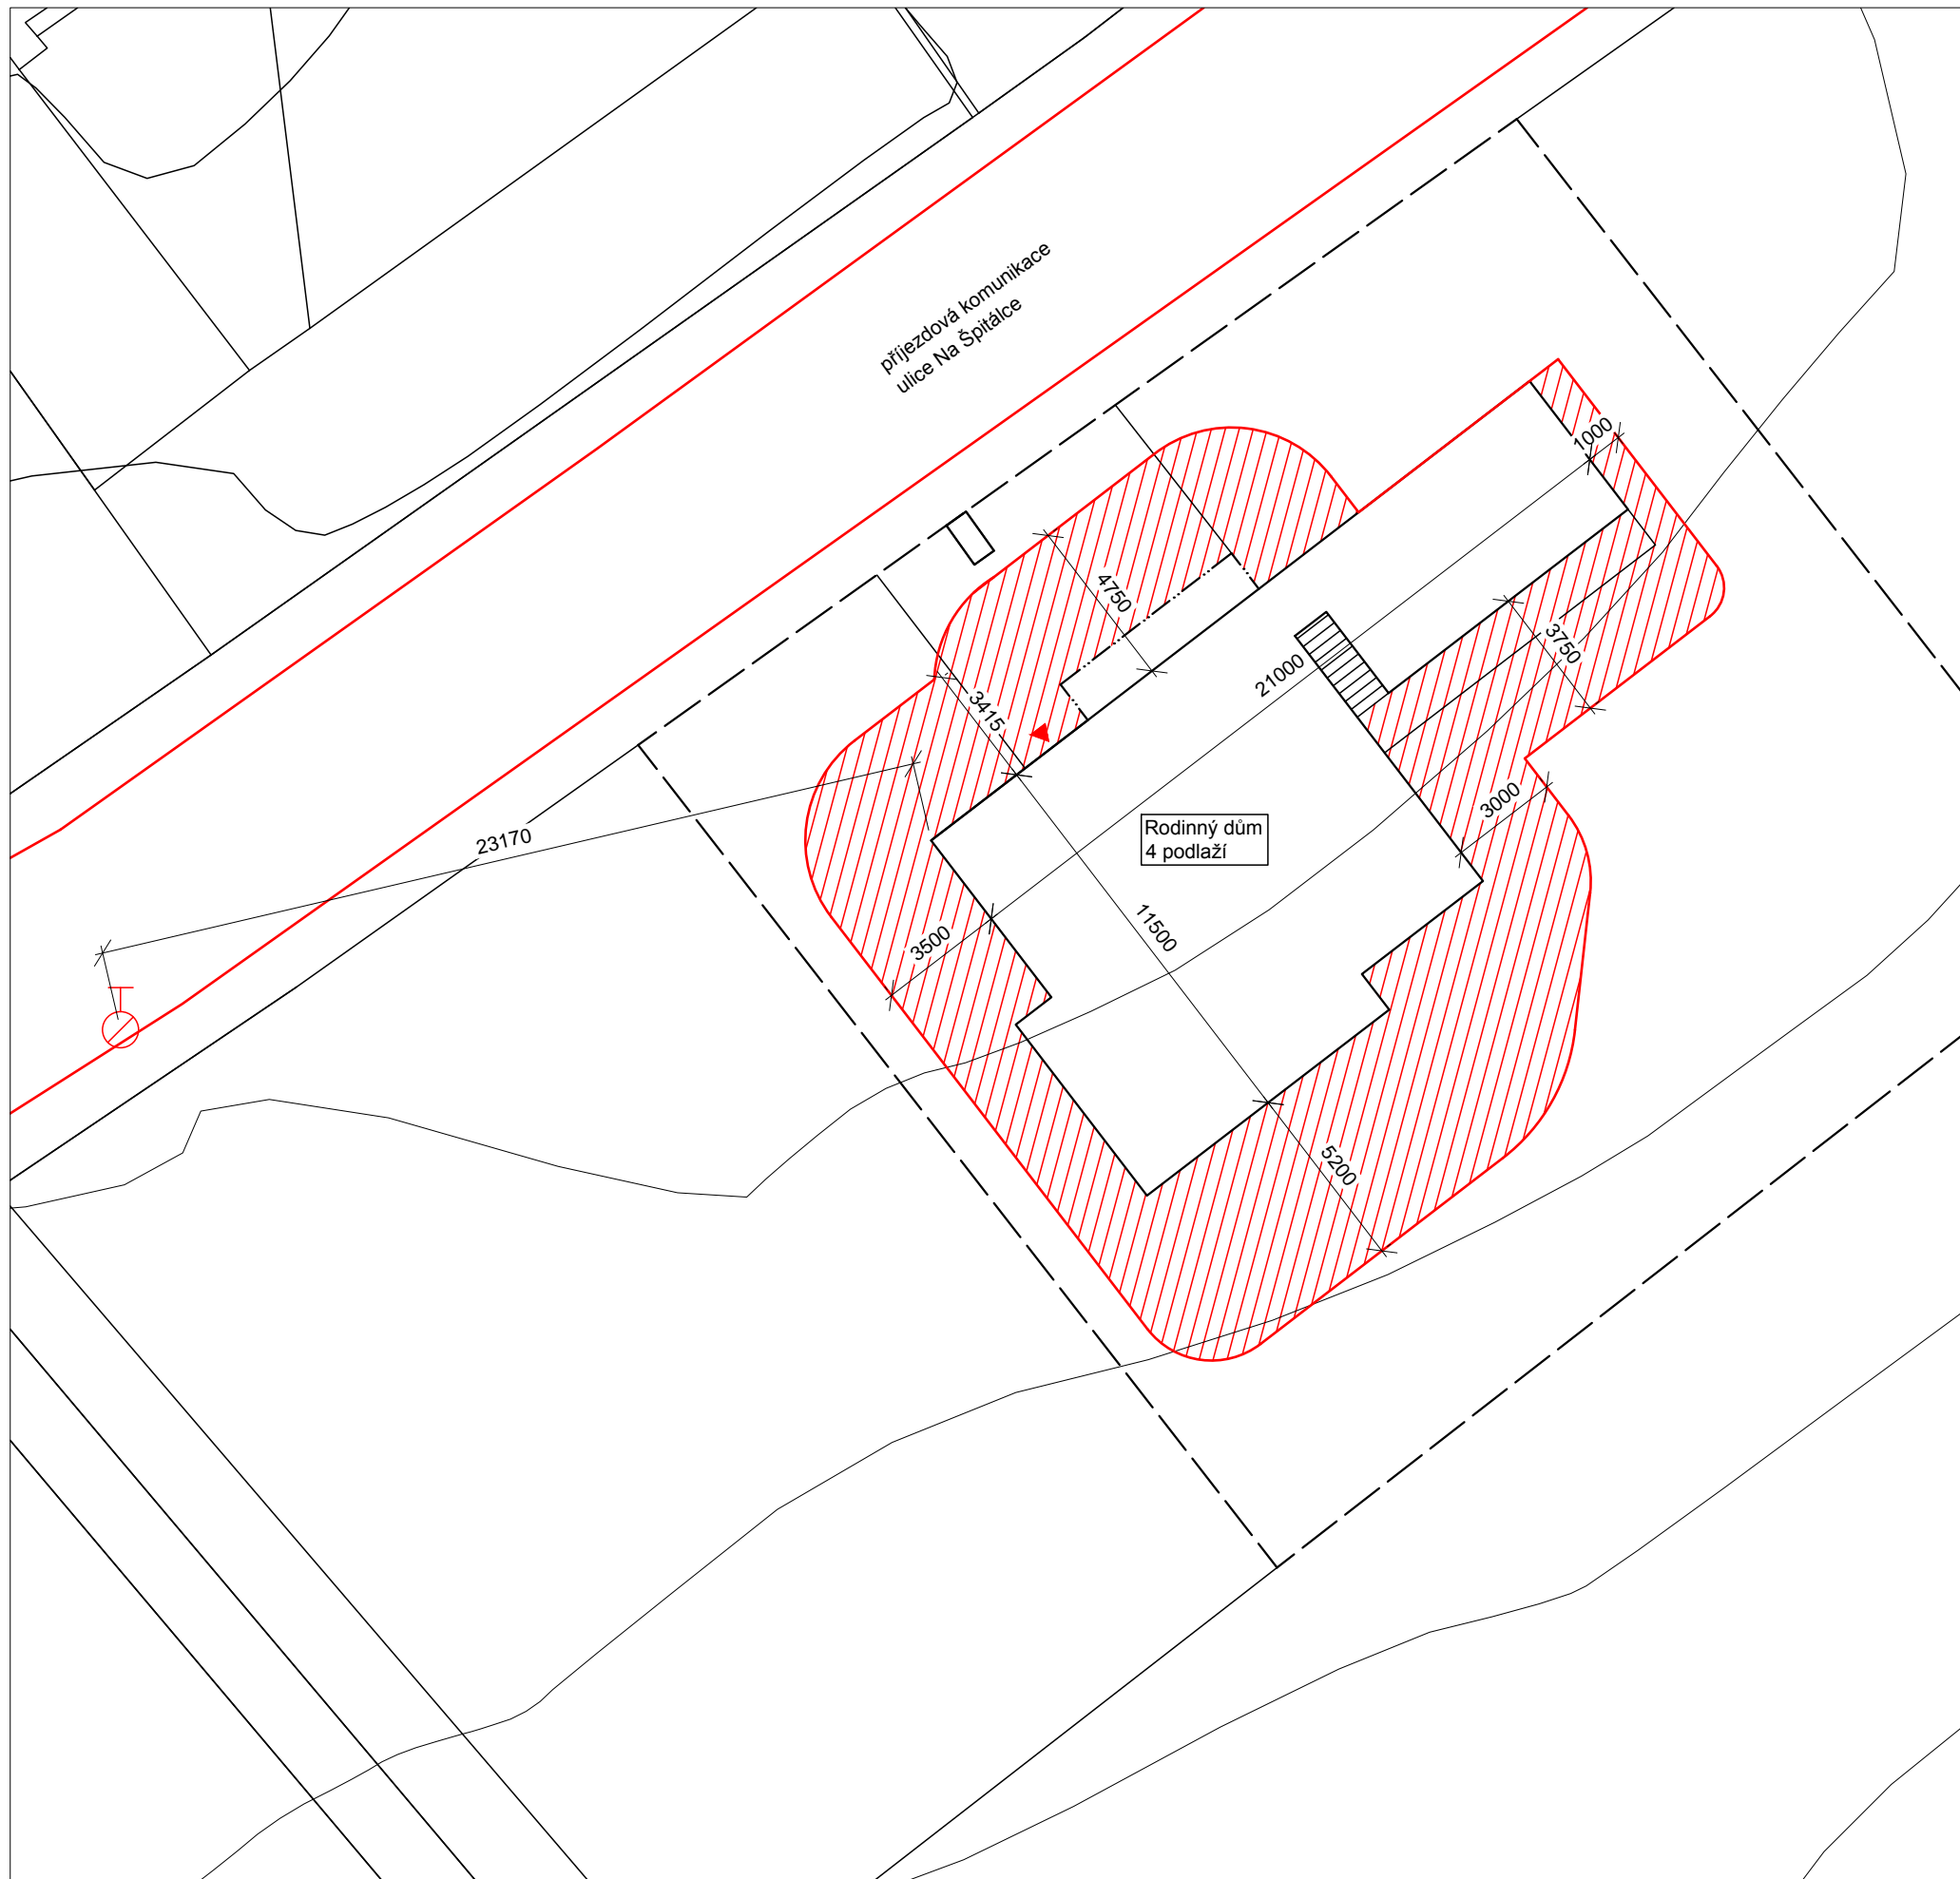 příjezdová komunikace
ulice Na Špitálce
1000
4750
3750
21000
3415
3000
23170
Rodinný dům
4 podlaží
11500
3500
5200